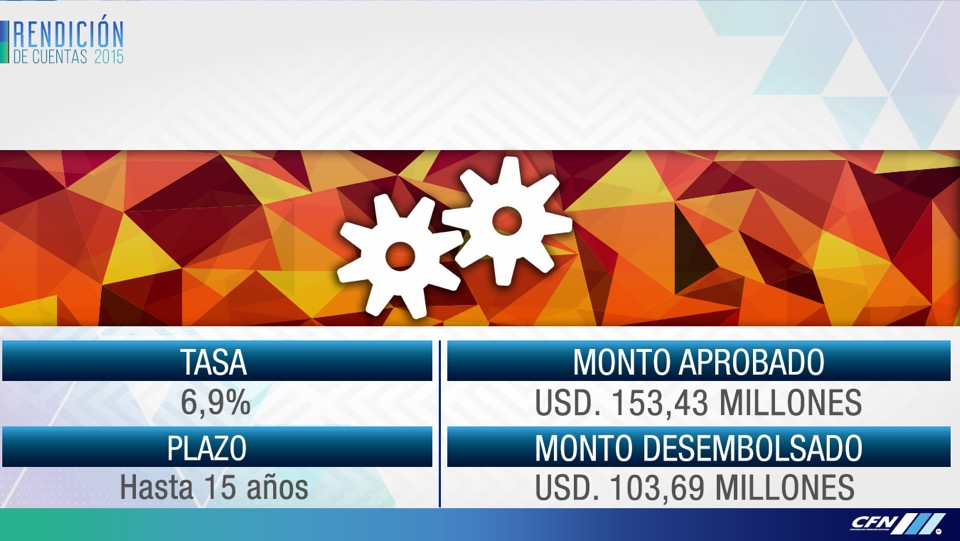 RENDICIÓN
DE CUENTAS 2015
TASA
6,9%
PLAZO
Hasta 15 años
MONTO APROBADO
USD. 153,43 MILLONES
MONTO DESEMBOLSADO
USD. 103,69 MILLONES
CFN